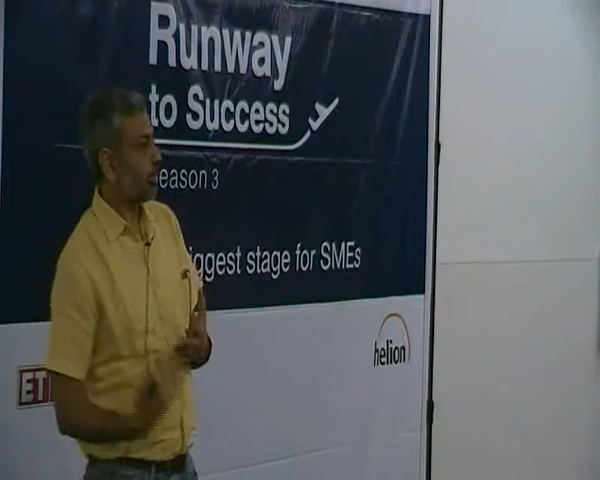 Runway
to Success
eason 3
iggest stage for SMEs
helion
ET